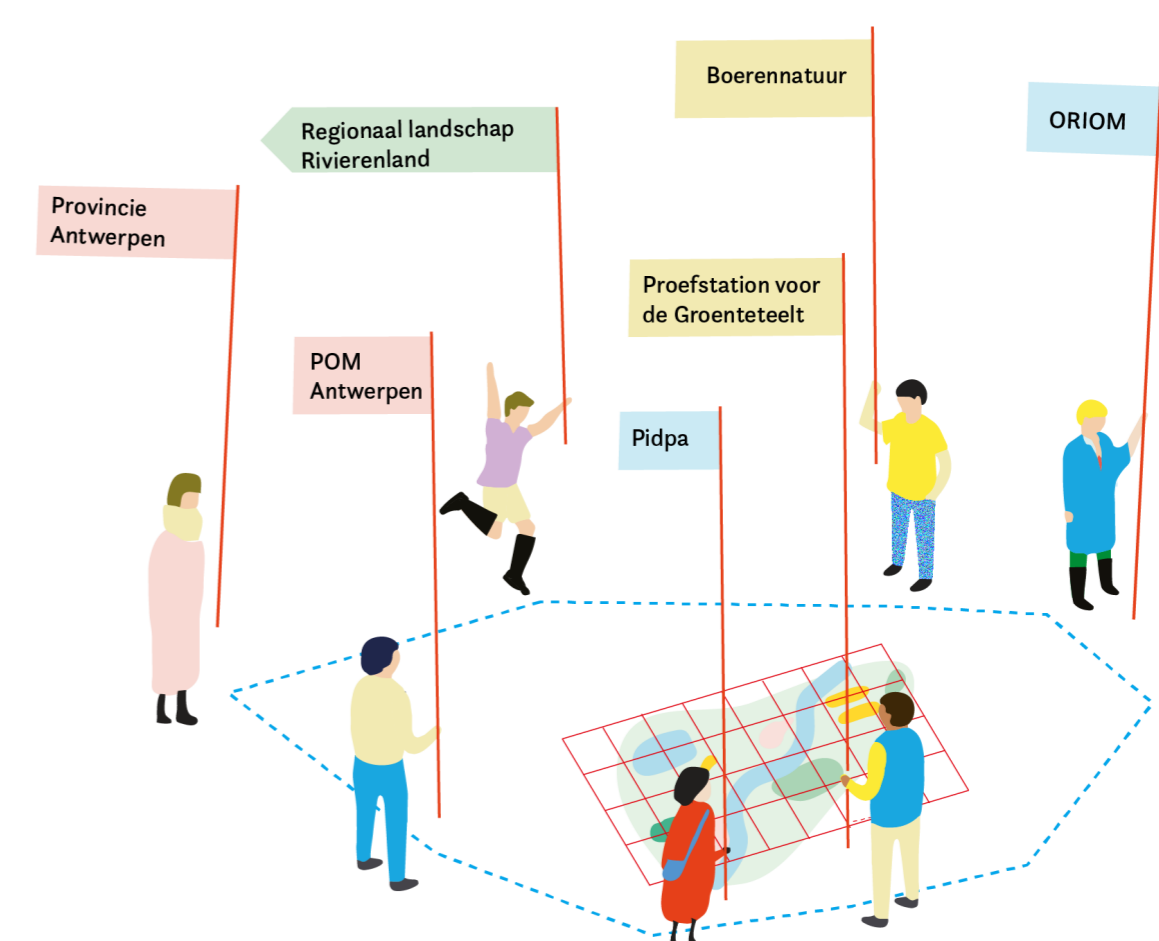 Boerennatuur
ORIOM
Regionaal landschap
Rivierenland
Provincie
Antwerpen
Proefstation voor
de Groenteteelt
POM
Antwerpen
Pidpa